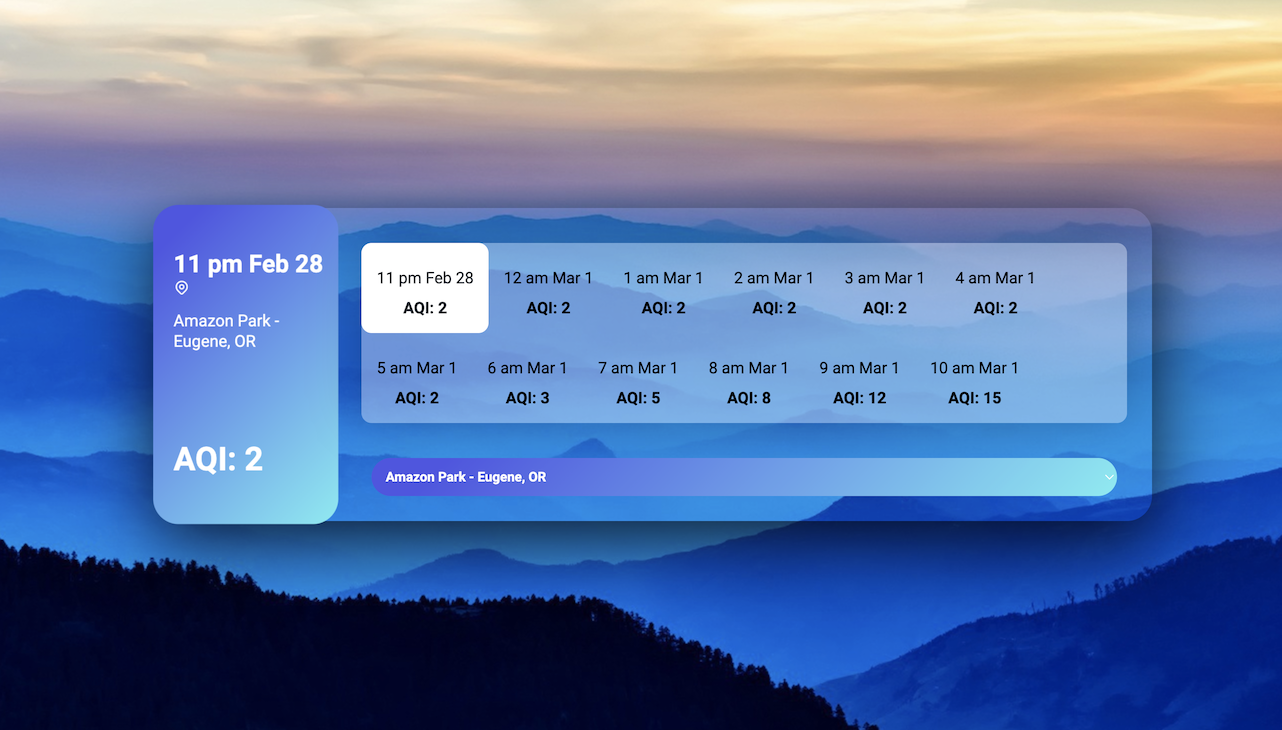 11 pm Feb 28
Amazon Park -
Eugene, OR
AQI: 2
11 pm Feb 28 12 am Mar 1 1 am Mar 1 2 am Mar 1 3 am Mar 1 4 am Mar 1
AQI: 2 AQI: 2 AQI: 2 AQI: 2 AQI: 2 AQI: 2
5 am Mar 1 6 am Mar 1 7 am Mar 1 8 am Mar 1 9 am Mar 1 10 am Mar 1
AQI: 2 AQI: 3 AQI: 5 AQI: 8 AQI: 12 AQI: 15
Amazon Park - Eugene, OR